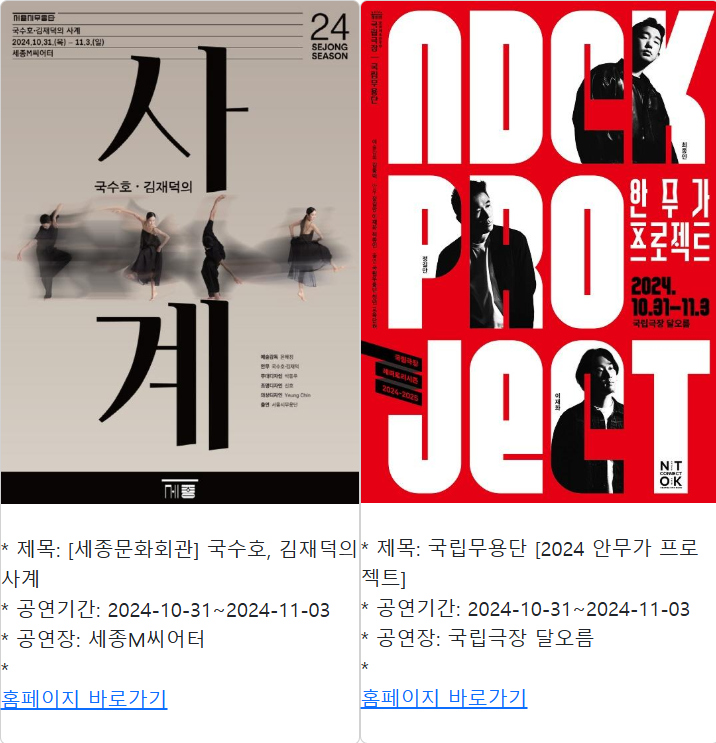 서울시무용단
국수호·김재덕의 사계
2024.10.31.(목) – 11.3.(일)
세종M씨어터
24
SEJONG
SEASON
사
국수호 · 김재덕의
계
예술감독 윤혜정
안무 국수호·김재덕
무대디자인
조명디자인
의상디자인 Yeung Chin
출연 서울시무용단
세종
* 제목: [세종문화회관] 국수호, 김재덕의
사계
* 공연기간: 2024-10-31~2024-11-03
* 공연장: 세종M씨어터
*
홈페이지 바로가기
국립극장 국립무용단
NDCK
최종인
PRO
정길만
안무가
프로젝트
2024.
10.31–11.3
국립극장 달오름
국립극장
레퍼토리시즌
2024-2025
JeCT
이재화
* 제목: 국립무용단 [2024 안무가 프로
젝트]
* 공연기간: 2024-10-31~2024-11-03
* 공연장: 국립극장 달오름
*
홈페이지 바로가기